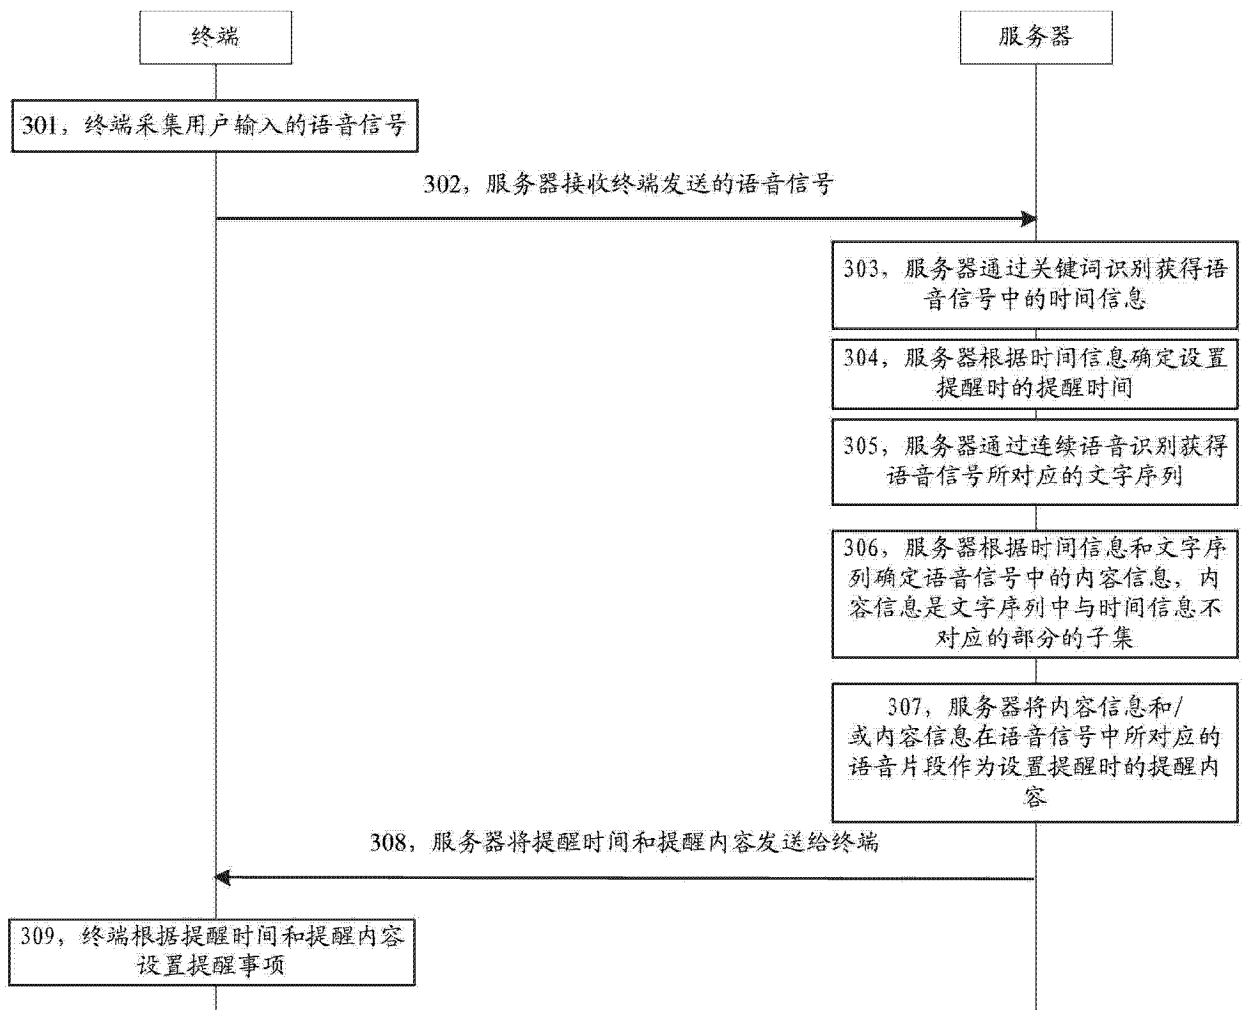 终端
服务器
301，终端采集用户输入的语音信号
302，服务器接收终端发送的语音信号
303，服务器通过关键词识别获得语
音信号中的时间信息
304，服务器根据时间信息确定设置
提醒时的提醒时间
305，服务器通过连续语音识别获得
语音信号所对应的文字序列
306，服务器根据时间信息和文字序
列确定语音信号中的内容信息，内
容信息是文字序列中与时间信息不
对应的部分的子集
307，服务器将内容信息和/
或内容信息在语音信号中所对应的
语音片段作为设置提醒时的提醒内
容
308，服务器将提醒时间和提醒内容发送给终端
309，终端根据提醒时间和提醒内容
设置提醒事项